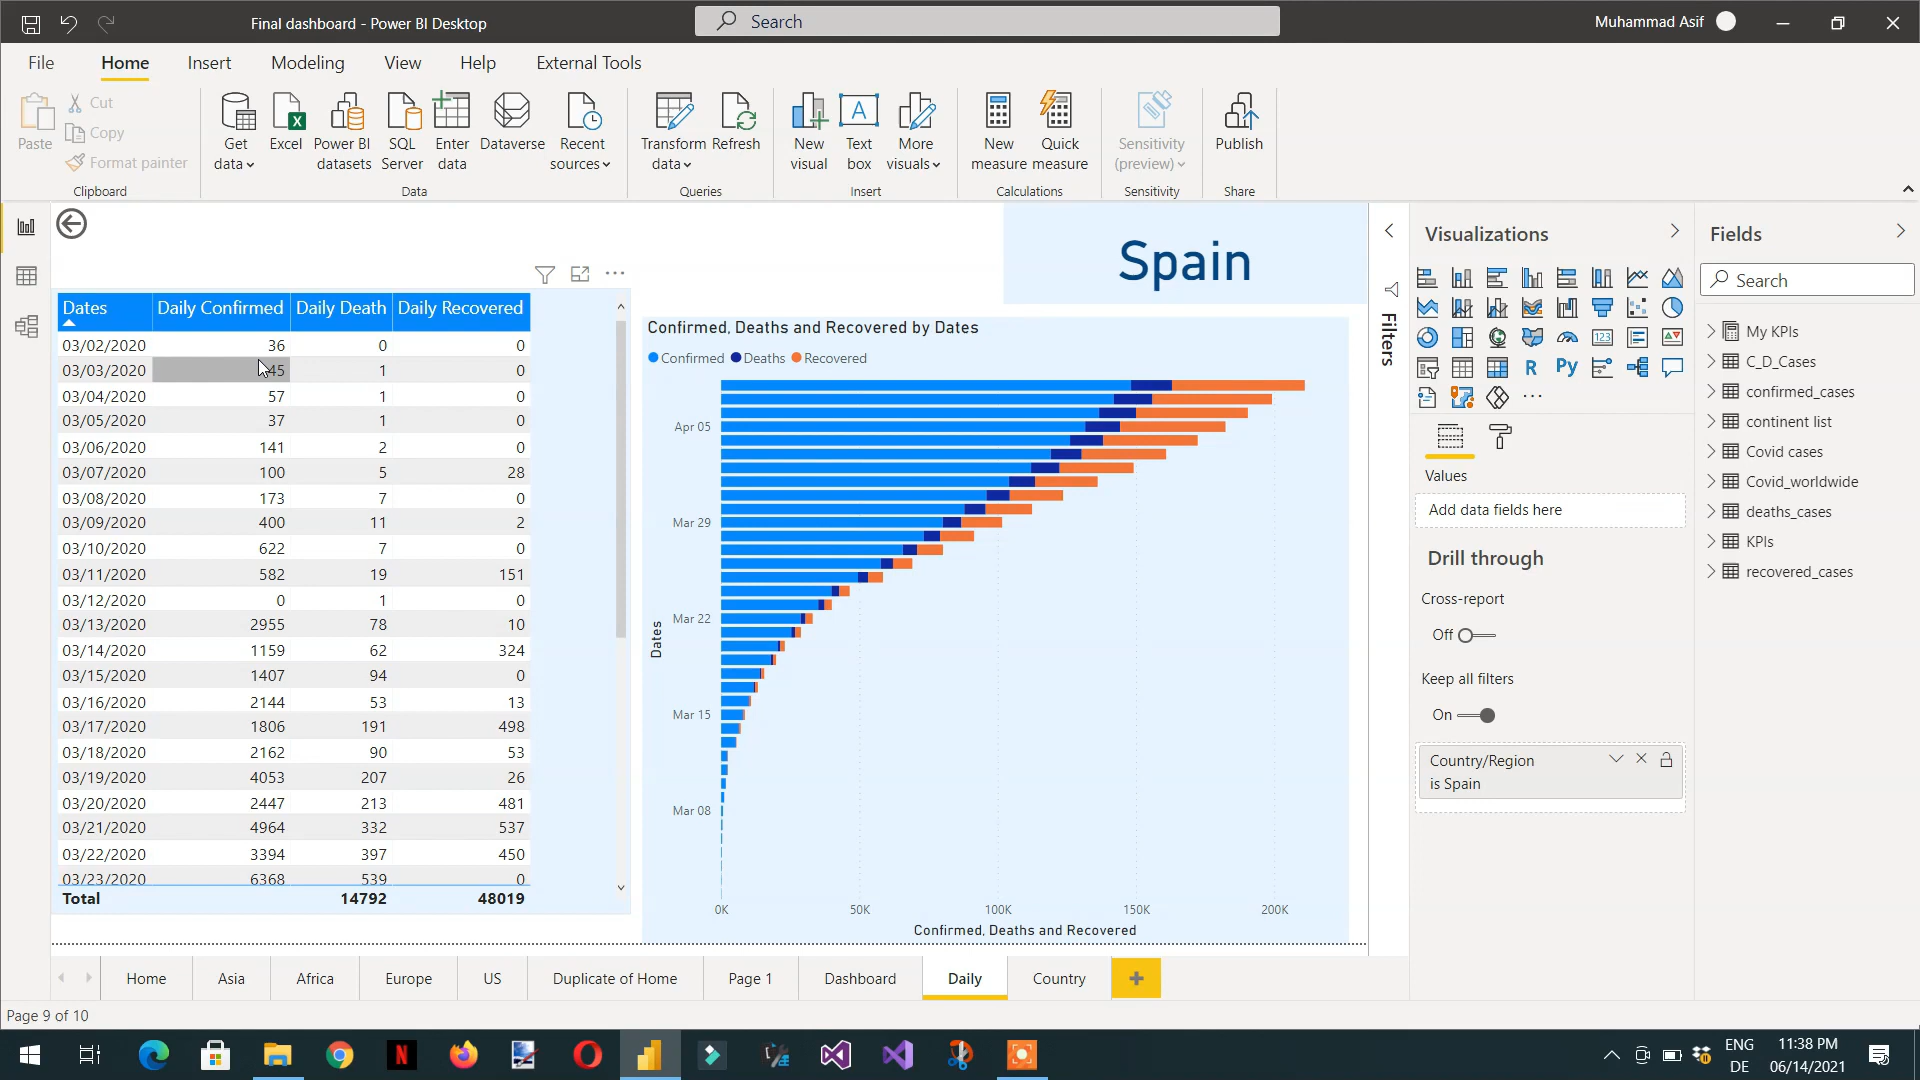 Final dashboard - Power BI Desktop
Search
Muhammad Asif
File Home Insert Modeling View Help External Tools
Paste
Cut
Copy
Format painter
Clipboard
Get data
Excel
Power BI datasets
SQL Server
Enter data
Dataverse
Recent sources
Data
Transform data
Refresh
Queries
New visual
Text box
More visuals
Insert
New measure
Quick measure
Calculations
Sensitivity (preview)
Sensitivity
Publish
Share
Spain
Dates Daily Confirmed Daily Death Daily Recovered
03/02/2020 36 0 0
03/03/2020 45 1 0
03/04/2020 57 1 0
03/05/2020 37 1 0
03/06/2020 141 2 0
03/07/2020 100 5 28
03/08/2020 173 7 0
03/09/2020 400 11 2
03/10/2020 622 7 0
03/11/2020 582 19 151
03/12/2020 0 1 0
03/13/2020 2955 78 10
03/14/2020 1159 62 324
03/15/2020 1407 94 0
03/16/2020 2144 53 13
03/17/2020 1806 191 498
03/18/2020 2162 90 53
03/19/2020 4053 207 26
03/20/2020 2447 213 481
03/21/2020 4964 332 537
03/22/2020 3394 397 450
03/23/2020 6368 539 0
Total 14792 48019
Confirmed, Deaths and Recovered by Dates
Confirmed Deaths Recovered
Dates
Apr 05
Mar 29
Mar 22
Mar 15
Mar 08
0K 50K 100K 150K 200K
Confirmed, Deaths and Recovered
Filters
Visualizations
R Py
Values
Add data fields here
Drill through
Cross-report
Off
Keep all filters
On
Country/Region
is Spain
Fields
Search
My KPIs
C_D_Cases
confirmed_cases
continent list
Covid cases
Covid_worldwide
deaths_cases
KPIs
recovered_cases
Home Asia Africa Europe US Duplicate of Home Page 1 Dashboard Daily Country
Page 9 of 10
ENG
DE
11:38 PM
06/14/2021